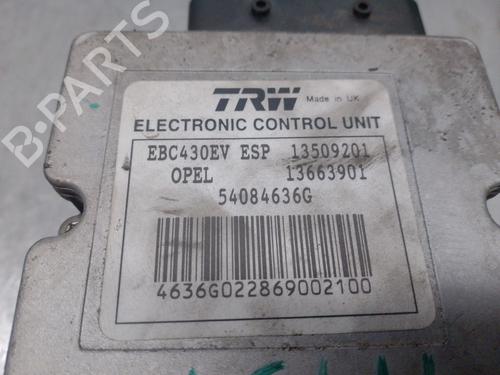 TRW Made in UK
ELECTRONIC CONTROL UNIT
EBC430EV ESP 13509201
OPEL 13663901
54084636G
4636G022869002100
B-PARTS